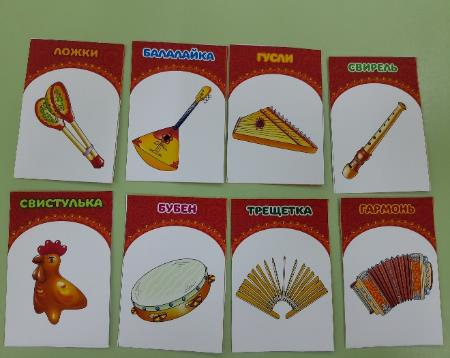 ЛОЖКИ
БАЛАЛАЙКА
ГУСЛИ
СВИРЕЛЬ
СВИСТУЛЬКА
БУБЕН
ТРЕЩЕТКА
ГАРМОНЬ